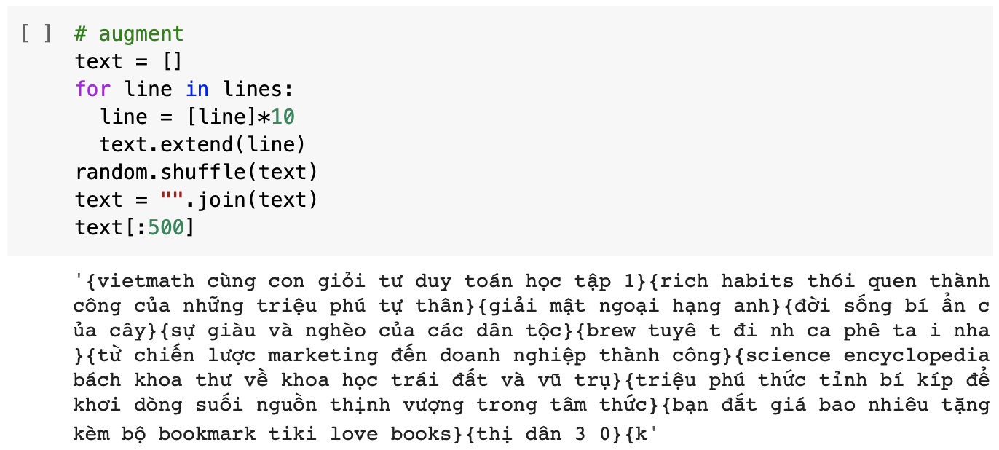 [ ] # augment
text = []
for line in lines:
  line = [line]*10
  text.extend(line)
random.shuffle(text)
text = "".join(text)
text[:500]
'{vietmath cùng con giỏi tư duy toán học tập 1}{rich habits thói quen thành
công của những triệu phú tự thân}{giải mật ngoại hạng anh}{đời sống bí ẩn c
ủa cây}{sự giàu và nghèo của các dân tộc}{brew tuyê t đi nh ca phê ta i nha
}{từ chiến lược marketing đến doanh nghiệp thành công}{science encyclopedia
bách khoa thư về khoa học trái đất và vũ trụ}{triệu phú thức tỉnh bí kíp để
khơi dòng suối nguồn thịnh vượng trong tâm thức}{bạn đắt giá bao nhiêu tặng
kèm bộ bookmark tiki love books}{thị dân 3 0}{k'